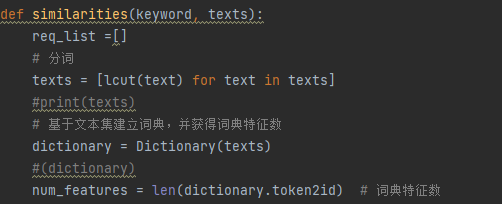 def similarities(keyword, texts):
    req_list =[]
    # 分词
    texts = [lcut(text) for text in texts]
    #print(texts)
    # 基于文本集建立词典，并获得词典特征数
    dictionary = Dictionary(texts)
    #(dictionary)
    num_features = len(dictionary.token2id)  # 词典特征数